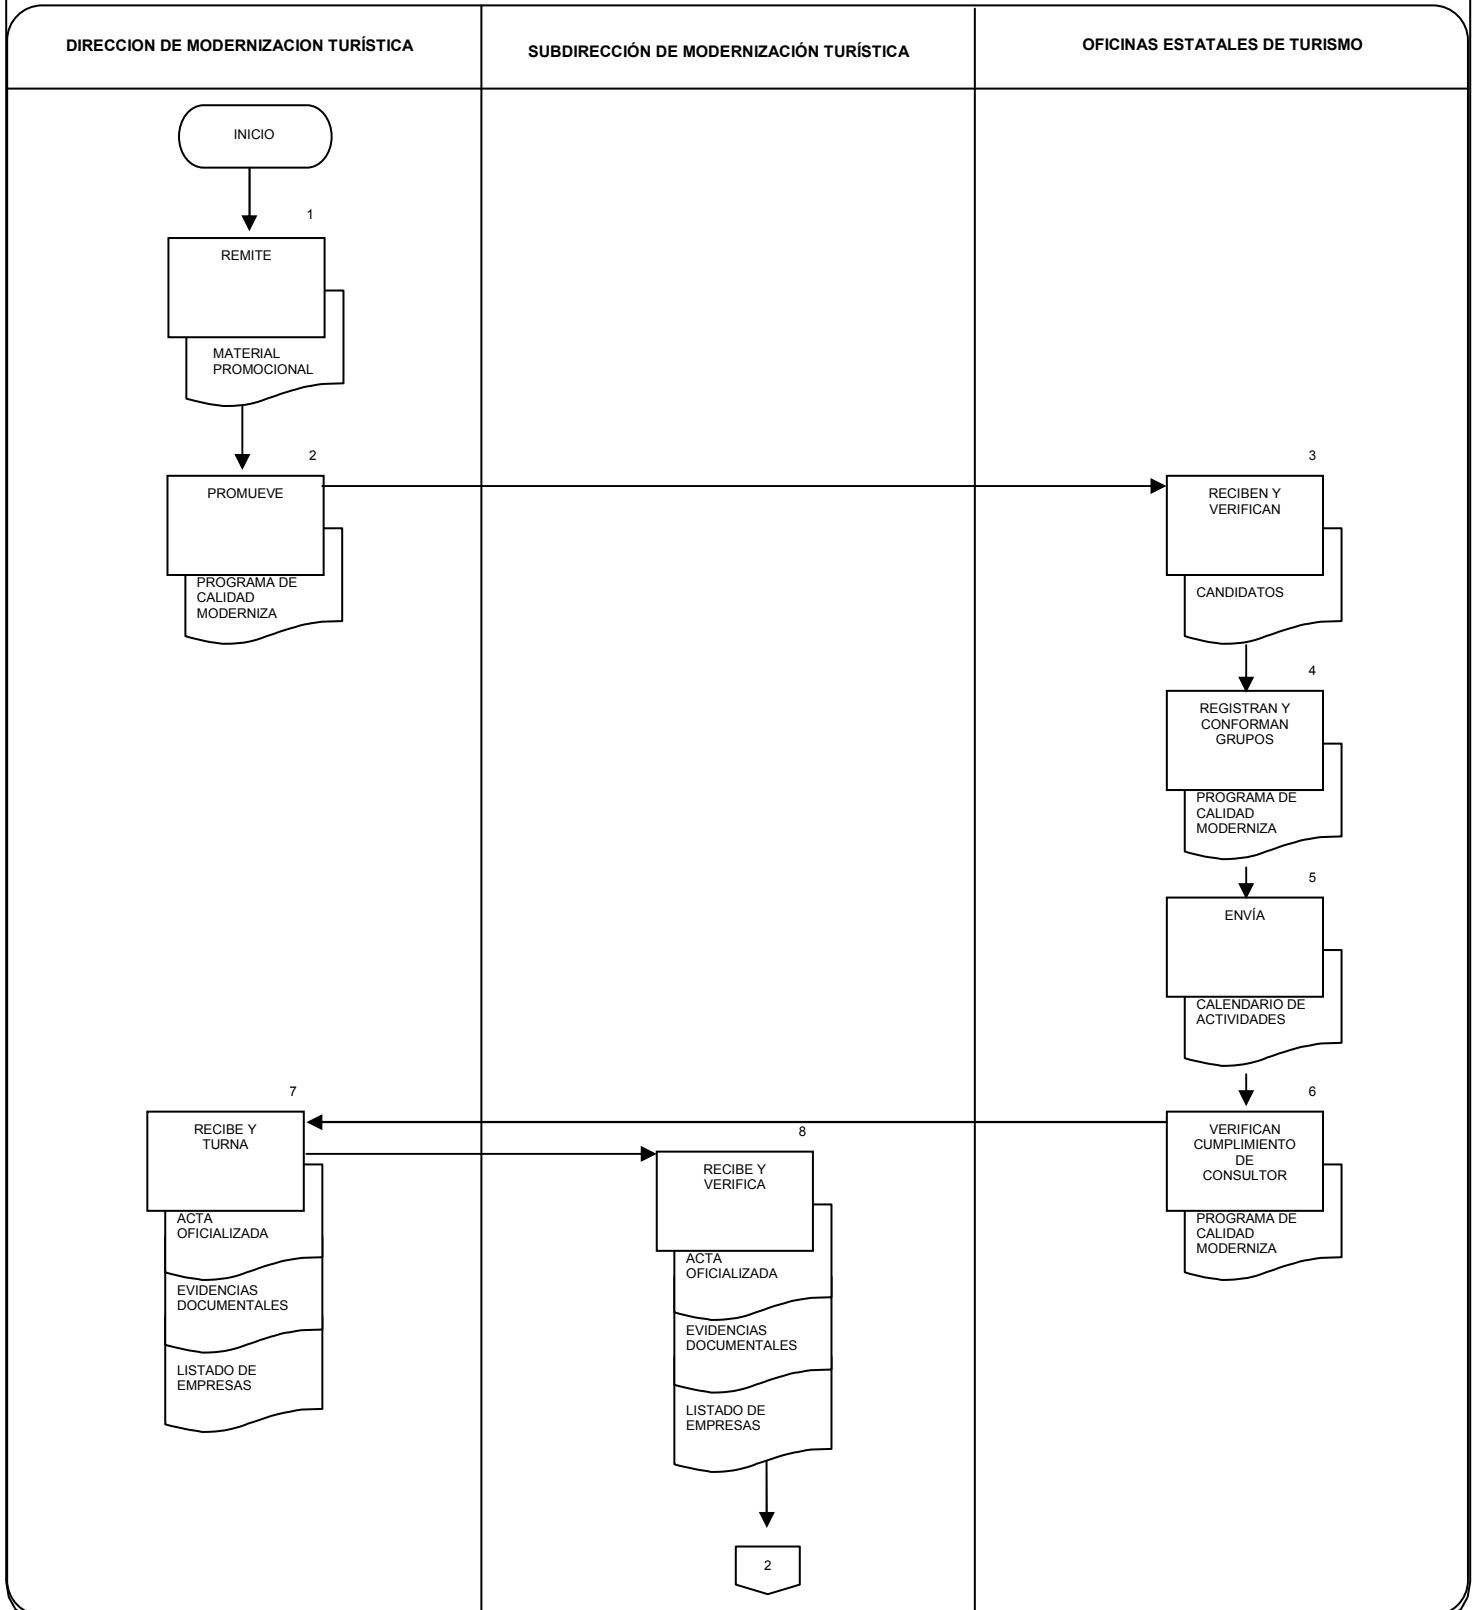 DIRECCION DE MODERNIZACION TURÍSTICA
SUBDIRECCIÓN DE MODERNIZACIÓN TURÍSTICA
OFICINAS ESTATALES DE TURISMO
INICIO
1
REMITE
MATERIAL
PROMOCIONAL
2
PROMUEVE
PROGRAMA DE
CALIDAD
MODERNIZA
3
RECIBEN Y
VERIFICAN
CANDIDATOS
4
REGISTRAN Y
CONFORMAN
GRUPOS
PROGRAMA DE
CALIDAD
MODERNIZA
5
ENVÍA
CALENDARIO DE
ACTIVIDADES
6
VERIFICAN
CUMPLIMIENTO
DE
CONSULTOR
PROGRAMA DE
CALIDAD
MODERNIZA
7
RECIBE Y
TURNA
ACTA
OFICIALIZADA
EVIDENCIAS
DOCUMENTALES
LISTADO DE
EMPRESAS
8
RECIBE Y
VERIFICA
ACTA
OFICIALIZADA
EVIDENCIAS
DOCUMENTALES
LISTADO DE
EMPRESAS
2